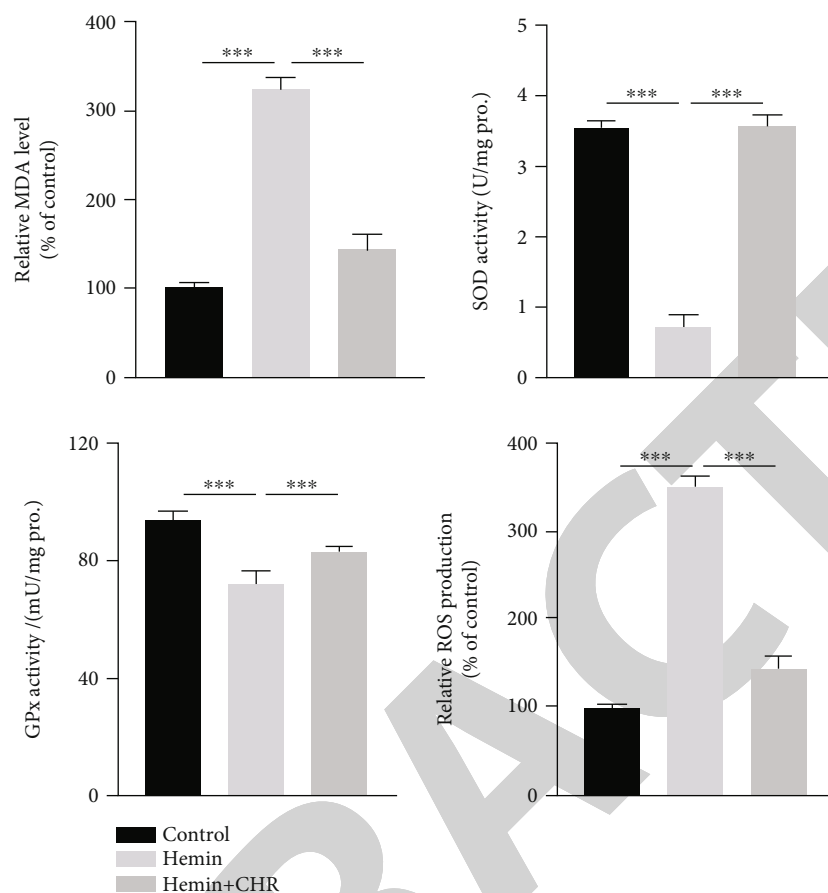 400
300
200
100
0
Relative MDA level
(% of control)
*** ***
5
4
3
2
1
0
SOD activity (U/mg pro.)
*** ***
120
80
40
0
GPx activity /(mU/mg pro.)
*** ***
400
300
200
100
0
Relative ROS production
(% of control)
*** ***
Control
Hemin
Hemin+CHR